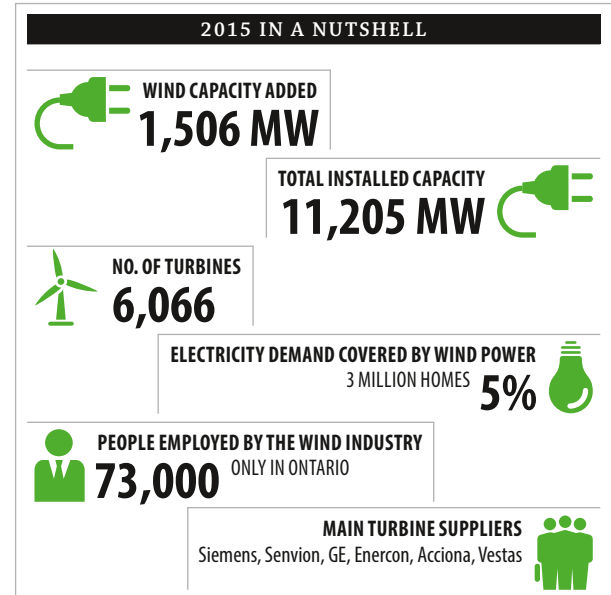 2015 IN A NUTSHELL
WIND CAPACITY ADDED
1,506 MW
TOTAL INSTALLED CAPACITY
11,205 MW
NO. OF TURBINES
6,066
ELECTRICITY DEMAND COVERED BY WIND POWER
3 MILLION HOMES 5%
PEOPLE EMPLOYED BY THE WIND INDUSTRY
73,000 ONLY IN ONTARIO
MAIN TURBINE SUPPLIERS
Siemens, Senvion, GE, Enercon, Acciona, Vestas